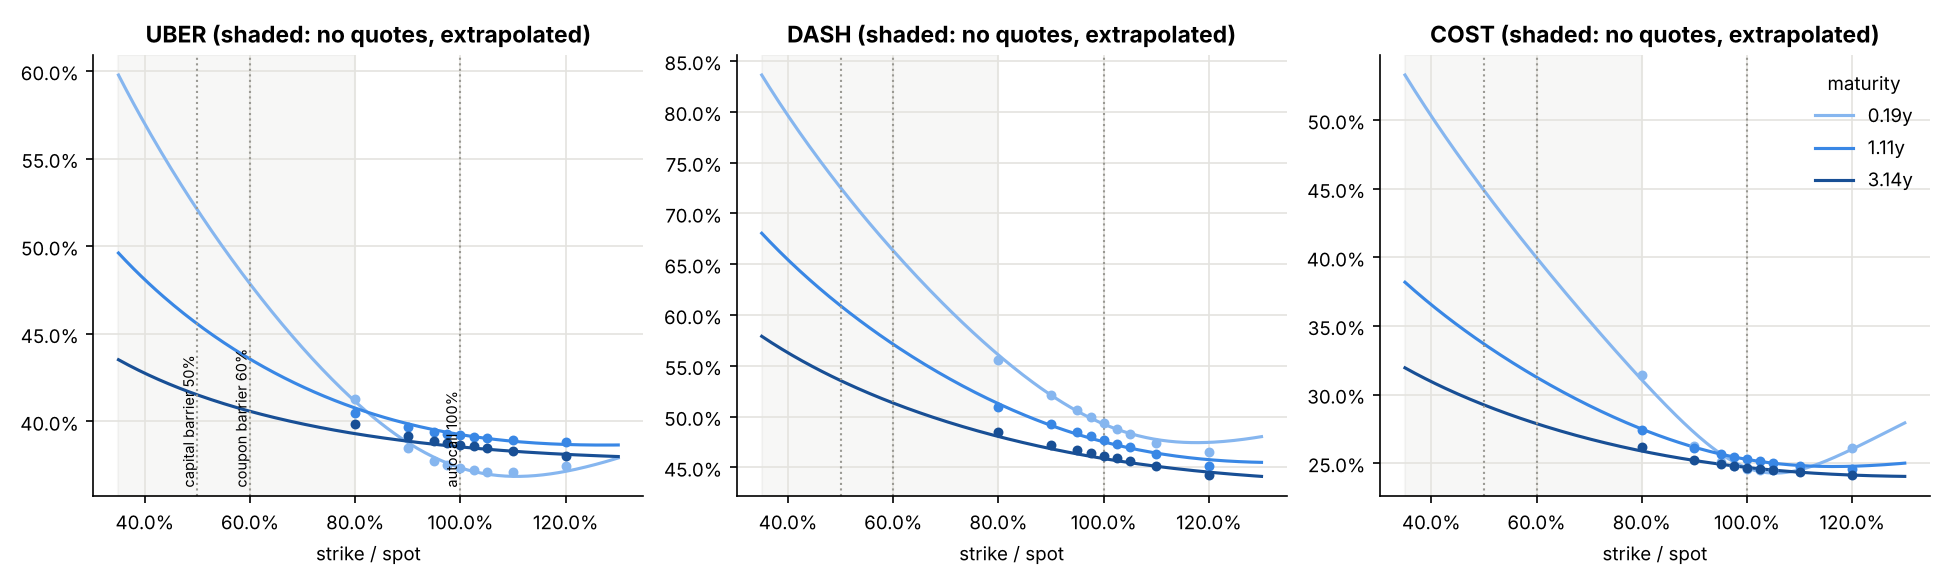 UBER (shaded: no quotes, extrapolated)
60.0%
55.0%
50.0%
45.0%
40.0%
capital barrier 50%
coupon barrier 60%
autocall 100%
40.0% 60.0% 80.0% 100.0% 120.0%
strike / spot
DASH (shaded: no quotes, extrapolated)
85.0%
80.0%
75.0%
70.0%
65.0%
60.0%
55.0%
50.0%
45.0%
40.0% 60.0% 80.0% 100.0% 120.0%
strike / spot
COST (shaded: no quotes, extrapolated)
50.0%
45.0%
40.0%
35.0%
30.0%
25.0%
maturity
0.19y
1.11y
3.14y
40.0% 60.0% 80.0% 100.0% 120.0%
strike / spot